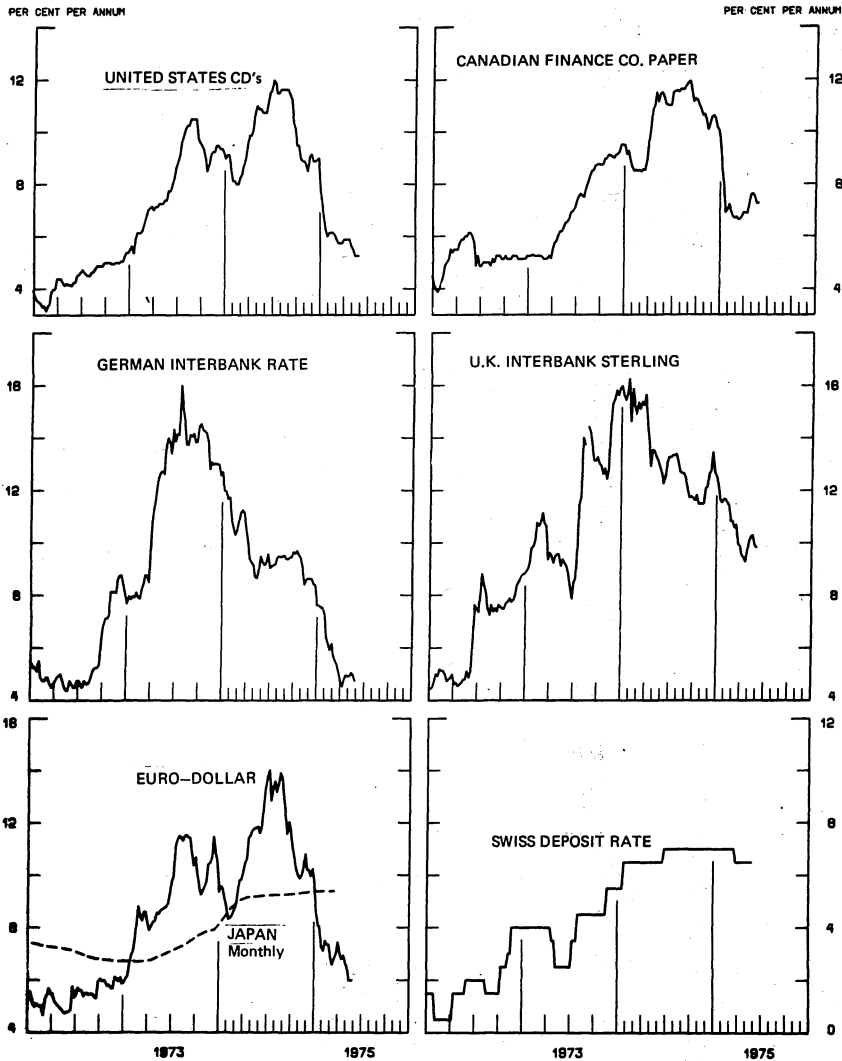 PER CENT PER ANNUM
PER CENT PER ANNUM
UNITED STATES CD's
CANADIAN FINANCE CO. PAPER
12
12
8
8
4
4
GERMAN INTERBANK RATE
U.K. INTERBANK STERLING
16
16
12
12
8
8
4
4
16
12
EURO-DOLLAR
12
8
SWISS DEPOSIT RATE
8
JAPAN
Monthly
4
4
0
1973
1975
1973
1975